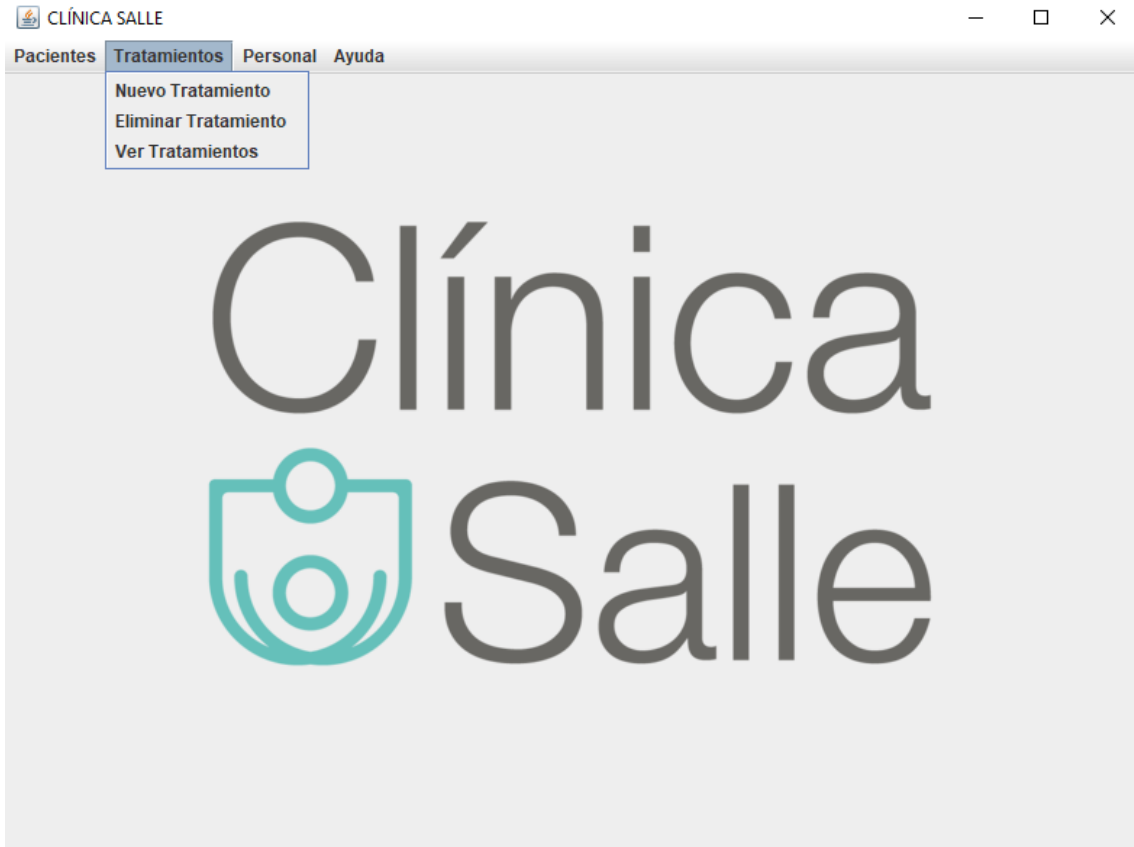 CLÍNICA SALLE
Pacientes Tratamientos Personal Ayuda
Nuevo Tratamiento
Eliminar Tratamiento
Ver Tratamientos
Clínica
Salle